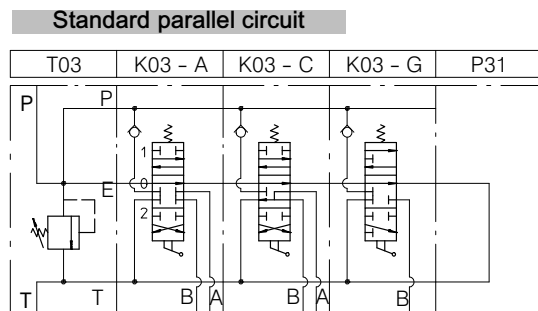 Standard parallel circuit
T03 K03 - A K03 - C K03 - G P31
P P
1
0 E
2
T T B A B A B